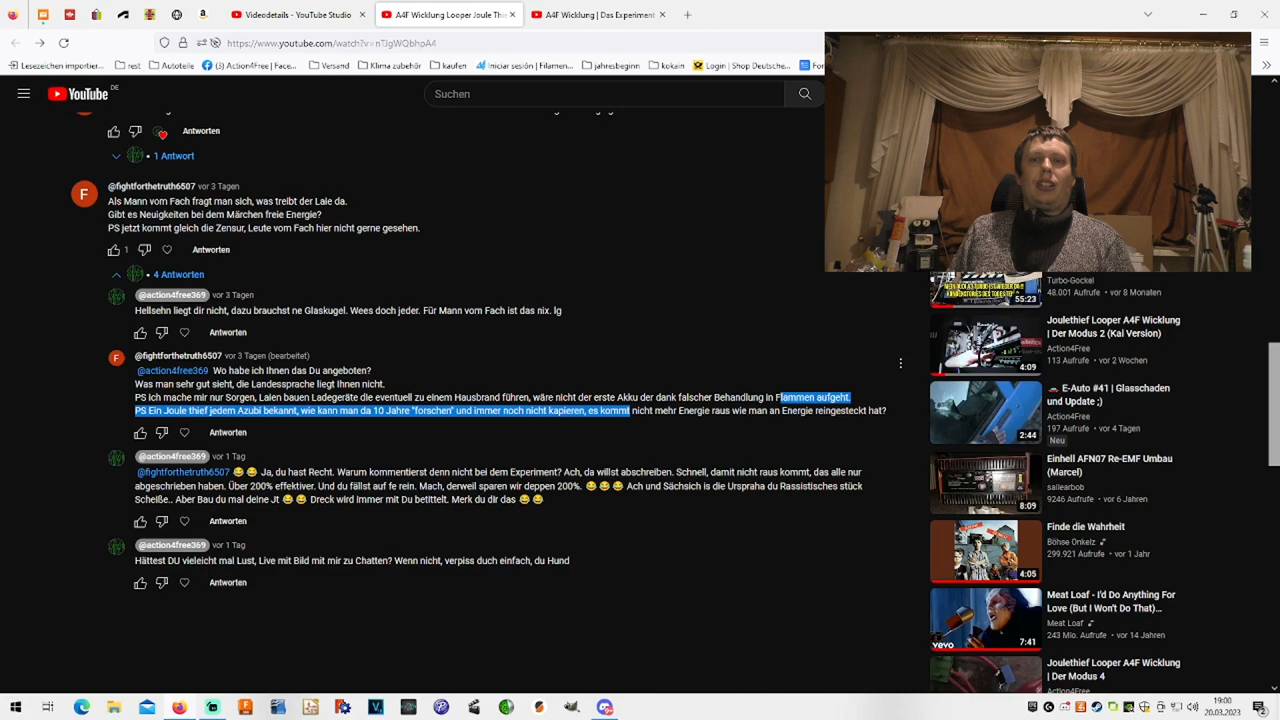 Videodetails - YouTube Studio
A4F Wicklung Looper Joule Thie
A4F Wicklung | Das Experiment
https://www.youtube.com/watch?v=nTJgWQbhpA4
Lesezeichen importier...
rest
Autoteile
(3) Action4Free | Face...
Versand
Klima zubehör
kaufen
Iniciar sesión | Filamen...
jahresbeginn
kokain
Login | Shop Deutsche...
YouTube DE
Suchen
Antworten
1 Antwort
F
@fightforthetruth6507 vor 3 Tagen
Als Mann vom Fach fragt man sich, was treibt der Laie da.
Gibt es Neuigkeiten bei dem Märchen freie Energie?
PS jetzt kommt gleich die Zensur, Leute vom Fach hier nicht gerne gesehen.
1 Antworten
4 Antworten
@action4free369 vor 3 Tagen
Hellsehn liegt dir nicht, dazu brauchst ne Glaskugel. Wees doch jeder. Für Mann vom Fach ist das nix. lg
Antworten
F
@fightforthetruth6507 vor 3 Tagen (bearbeitet)
@action4free369 Wo habe ich Ihnen das Du angeboten?
Was man sehr gut sieht, die Landessprache liegt Ihnen nicht.
PS ich mache mir nur Sorgen, Laien bauen Ladegeräte die eventuell zu einem Hausbrand führen, wäre nicht der erste Akku der dank falscher Behandlung in Flammen aufgeht.
PS Ein Joule thief jedem Azubi bekannt, wie kann man da 10 Jahre "forschen" und immer noch nicht kapieren, es kommt nicht mehr Energie raus wie man an Energie reingesteckt hat?
Antworten
@action4free369 vor 1 Tag
@fightforthetruth6507 😂 😂 Ja, du hast Recht. Warum kommentierst denn nicht bei dem Experiment? Ach, da willst abschreiben. Schnell, damit nicht raus kommt, das alle nur
abgeschrieben haben. Über 200% effektiver. Und du fällst auf fe rein. Mach, derweil sparen wir deppen 200%. 😂 😂 😂 Ach und Sächsisch is die Urspraha du Rassistisches stück
Scheiße.. Aber Bau du mal deine Jt 😂 😂 Dreck wird immer mit Du betittelt. Merk du dir das 😂 😂
Antworten
@action4free369 vor 1 Tag
Hättest DU vieleicht mal Lust, Live mit Bild mit mir zu Chatten? Wenn nicht, verpiss duch einfach, du Hund
Antworten
55:23
Turbo-Gockel
48.001 Aufrufe • vor 8 Monaten
4:09
Joulethief Looper A4F Wicklung
| Der Modus 2 (Kai Version)
Action4Free
113 Aufrufe • vor 2 Wochen
2:44
🚗 E-Auto #41 | Glasschaden
und Update ;)
Action4Free
197 Aufrufe • vor 4 Tagen
Neu
8:09
Einhell AFN07 Re-EMF Umbau
(Marcel)
sallearbob
9246 Aufrufe • vor 6 Jahren
4:05
Finde die Wahrheit
Böhse Onkelz
299.921 Aufrufe • vor 1 Jahr
vevo 7:41
Meat Loaf - I'd Do Anything For
Love (But I Won't Do That)...
Meat Loaf
243 Mio. Aufrufe • vor 14 Jahren
Joulethief Looper A4F Wicklung
| Der Modus 4
Action4Free
19:00
20.03.2023